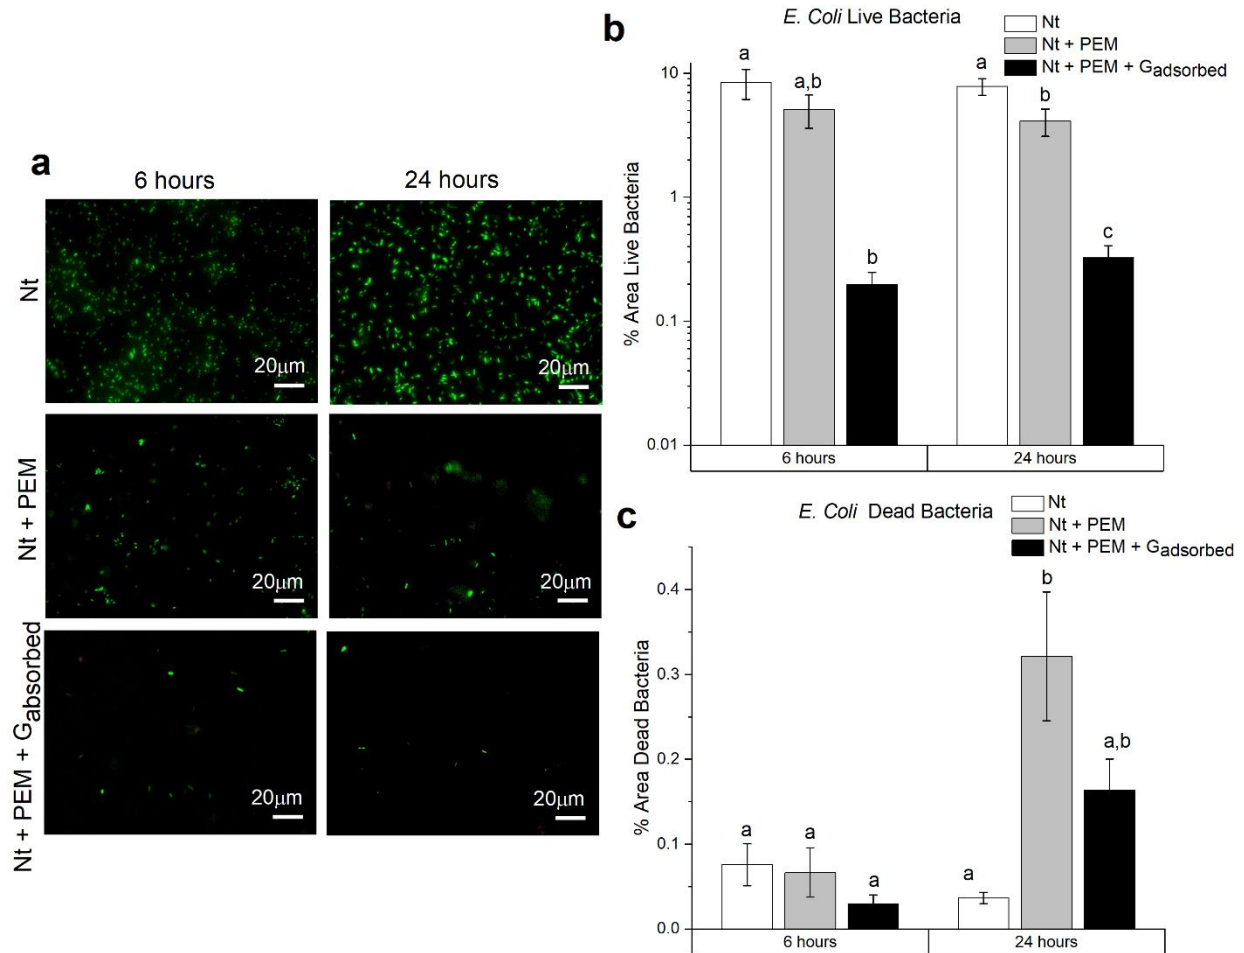 a
6 hours
24 hours
Nt
20μm
20μm
Nt + PEM
20μm
20μm
Nt + PEM + Gabsorbed
20μm
20μm
b
E. Coli Live Bacteria
Nt
Nt + PEM
Nt + PEM + Gadsorbed
% Area Live Bacteria
10
1
0.1
0.01
a
a,b
b
a
b
c
6 hours
24 hours
c
E. Coli Dead Bacteria
Nt
Nt + PEM
Nt + PEM + Gadsorbed
% Area Dead Bacteria
0.4
0.3
0.2
0.1
0.0
a
a
a
a
b
a,b
6 hours
24 hours